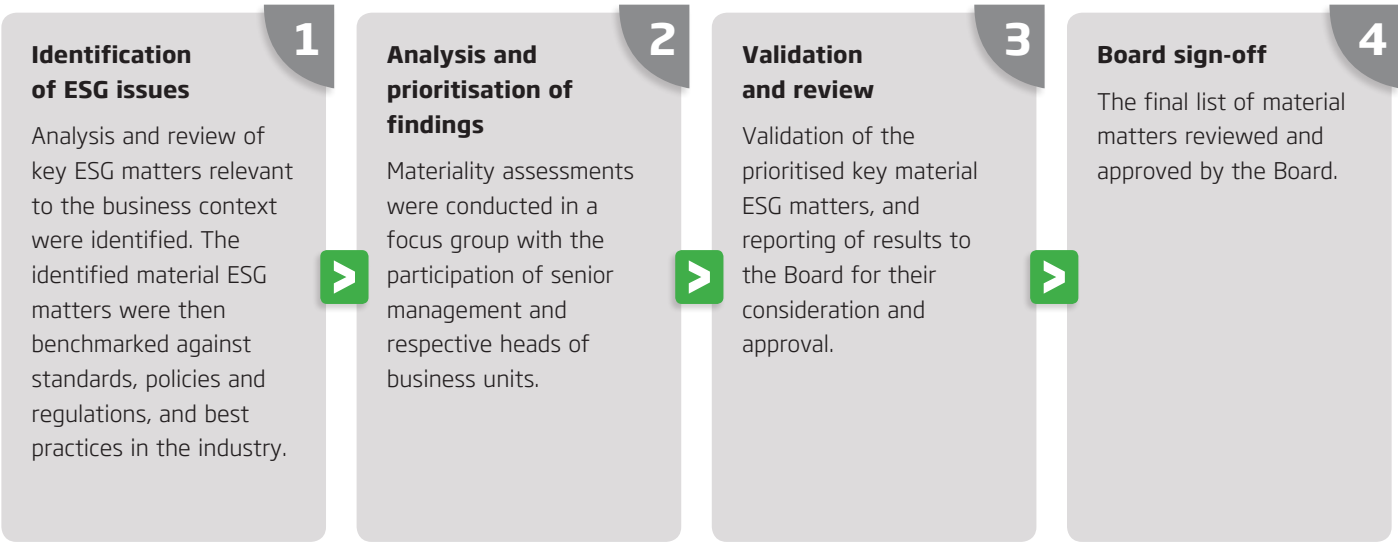 1
Identification
of ESG issues
Analysis and review of
key ESG matters relevant
to the business context
were identified. The
identified material ESG
matters were then
benchmarked against
standards, policies and
regulations, and best
practices in the industry.
>
2
Analysis and
prioritisation of
findings
Materiality assessments
were conducted in a
focus group with the
participation of senior
management and
respective heads of
business units.
>
3
Validation
and review
Validation of the
prioritised key material
ESG matters, and
reporting of results to
the Board for their
consideration and
approval.
>
4
Board sign-off
The final list of material
matters reviewed and
approved by the Board.